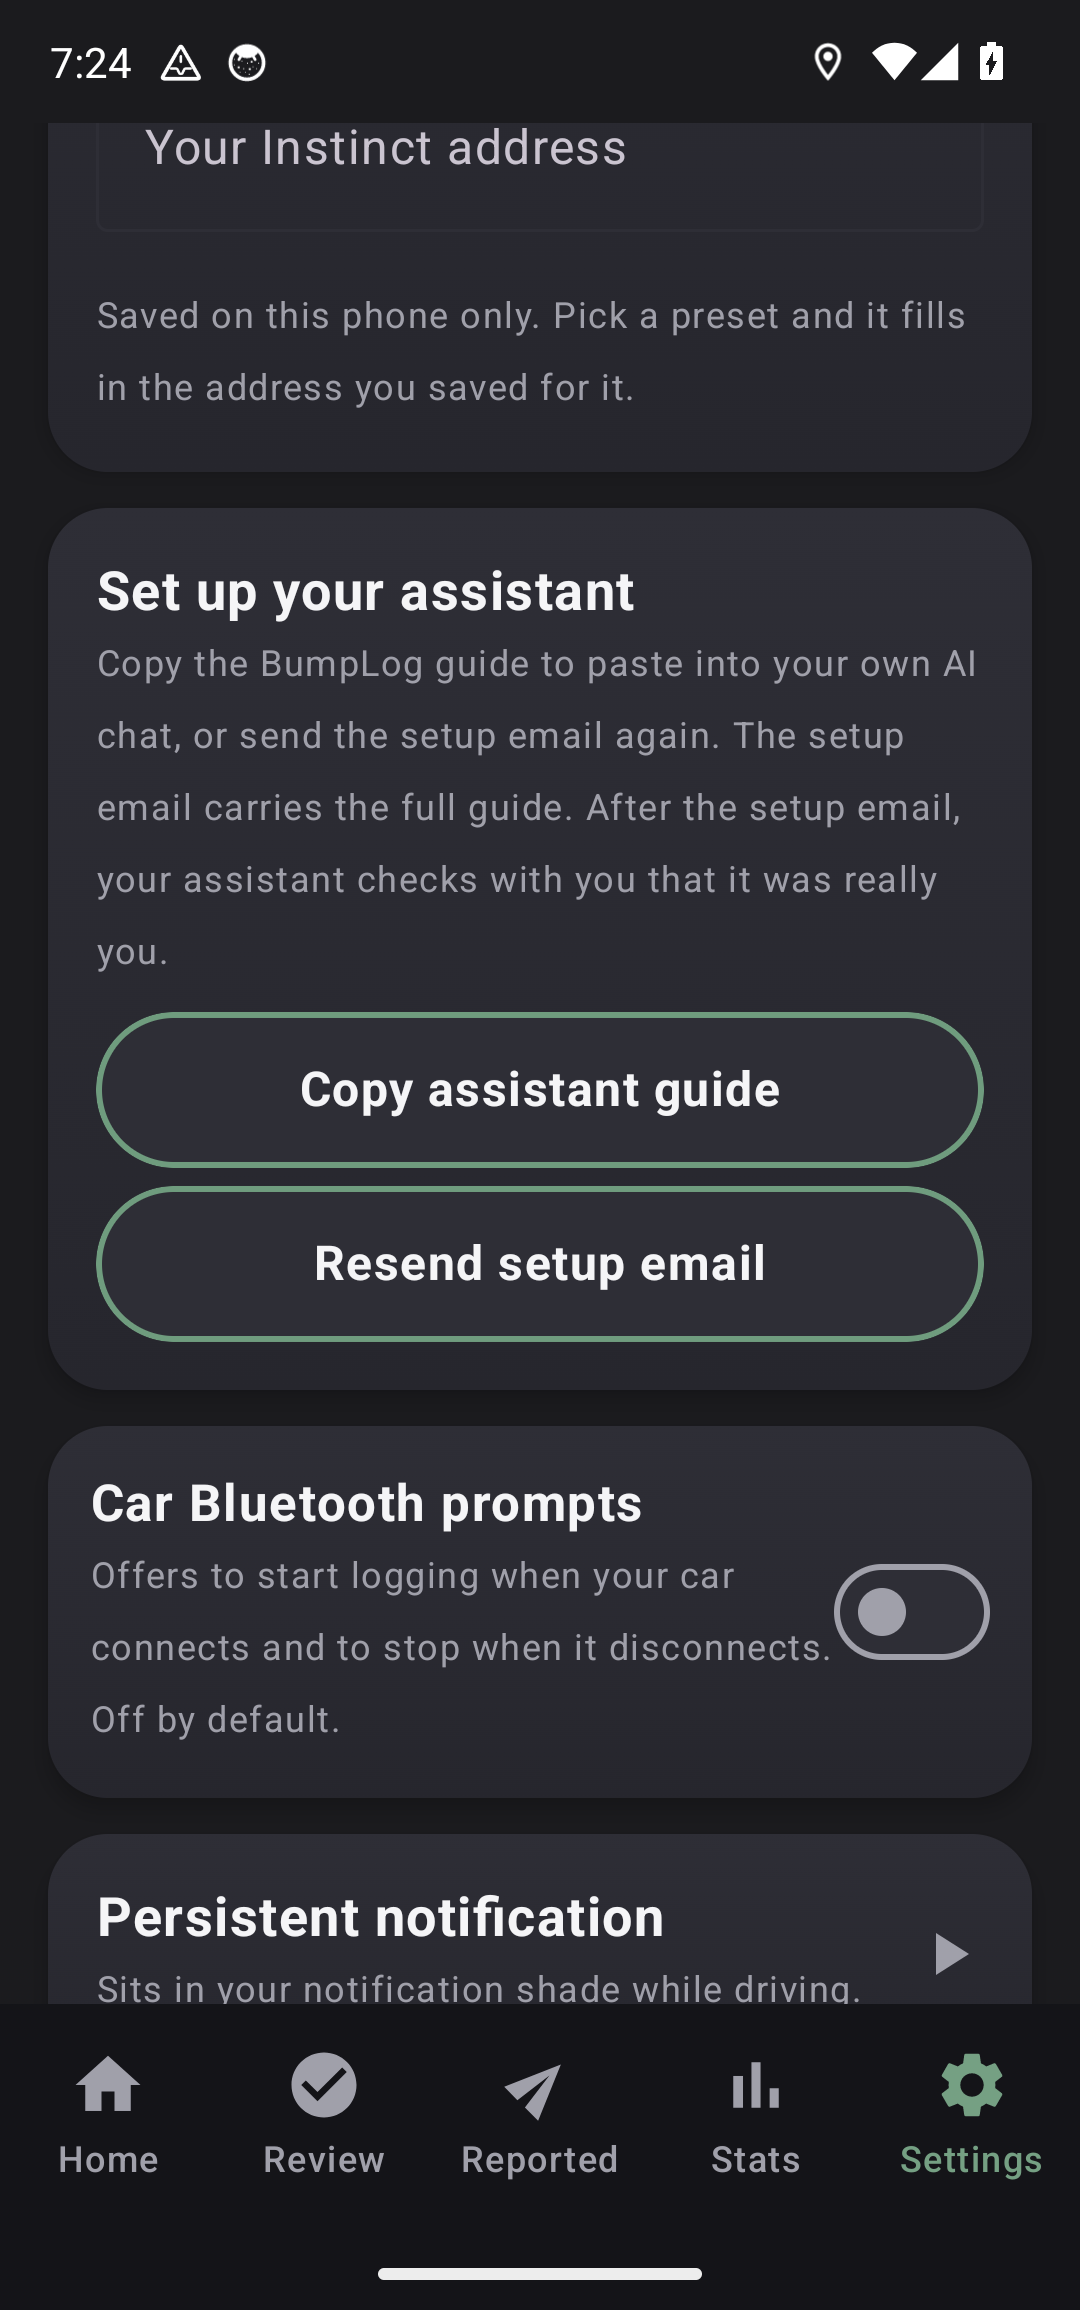 7:24
Your Instinct address
Saved on this phone only. Pick a preset and it fills
in the address you saved for it.
Set up your assistant
Copy the BumpLog guide to paste into your own AI
chat, or send the setup email again. The setup
email carries the full guide. After the setup email,
your assistant checks with you that it was really
you.
Copy assistant guide
Resend setup email
Car Bluetooth prompts
Offers to start logging when your car
connects and to stop when it disconnects.
Off by default.
Persistent notification
Sits in your notification shade while driving.
Home
Review
Reported
Stats
Settings